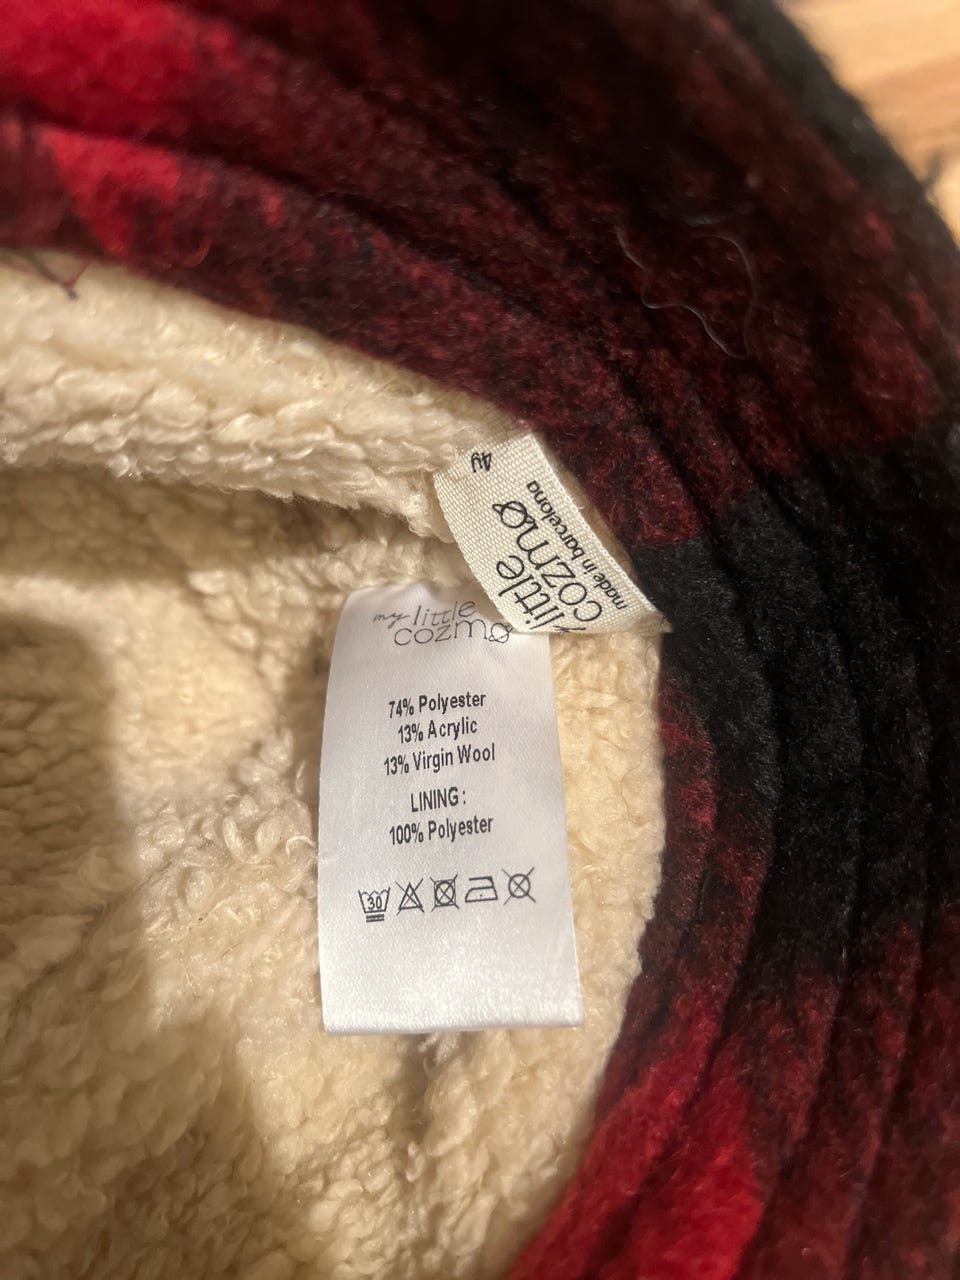 4y
little
cozmo
made in barcelona
my little
cozmo
74% Polyester
13% Acrylic
13% Virgin Wool
LINING:
100% Polyester
30